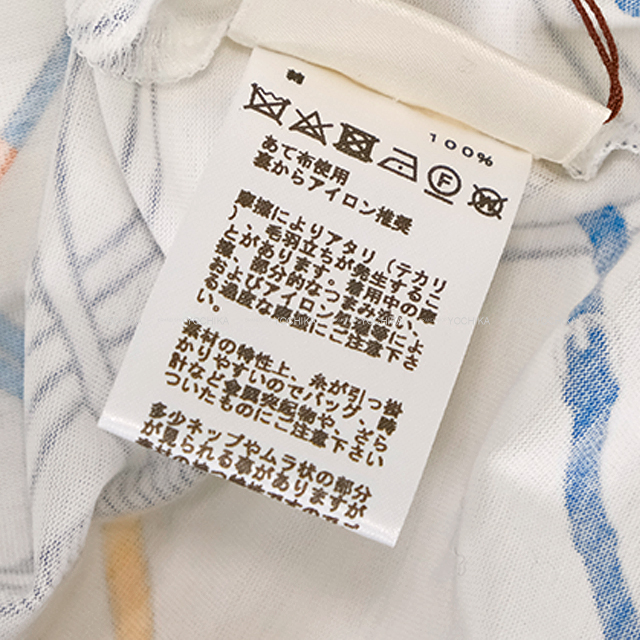 綿 100%
F W
あて布使用
裏からアイロン推奨
摩擦によりアタリ(テカリ
)、毛羽立ちが発生するこ
とがあります。着用中の摩
擦、部分的なつまみ洗い、
およびアイロン処理によ
る過度な摩擦にご注意下さ
い。
素材の特性上、糸が引っ掛
かりやすいのでバッグ、時
計など金属突起物や、ざら
ついたものにご注意下さい
多少ネップやムラ状の部分
が見られる事がありますが